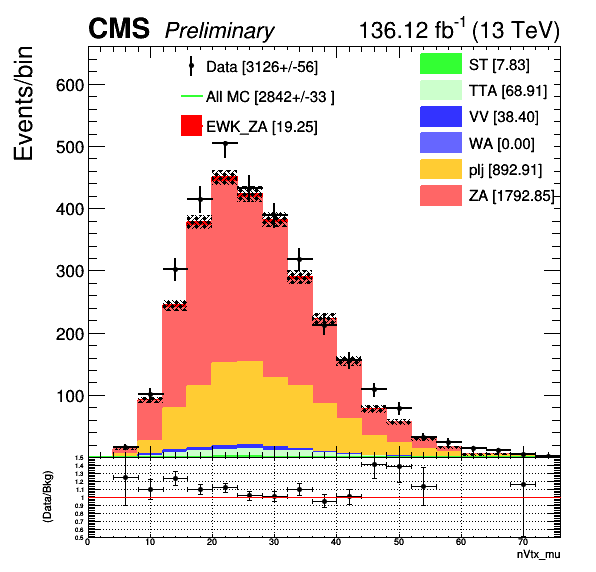 CMS Preliminary 136.12 fb-1 (13 TeV)
Events/bin
600
500
400
300
200
100
Data [3126+/-56]
All MC [2842+/-33 ]
EWK_ZA [19.25]
ST [7.83]
TTA [68.91]
VV [38.40]
WA [0.00]
plj [892.91]
ZA [1792.85]
(Data/Bkg)
1.5
1.4
1.3
1.2
1.1
1
0.9
0.8
0.7
0.6
0.5
0 10 20 30 40 50 60 70
nVtx_mu